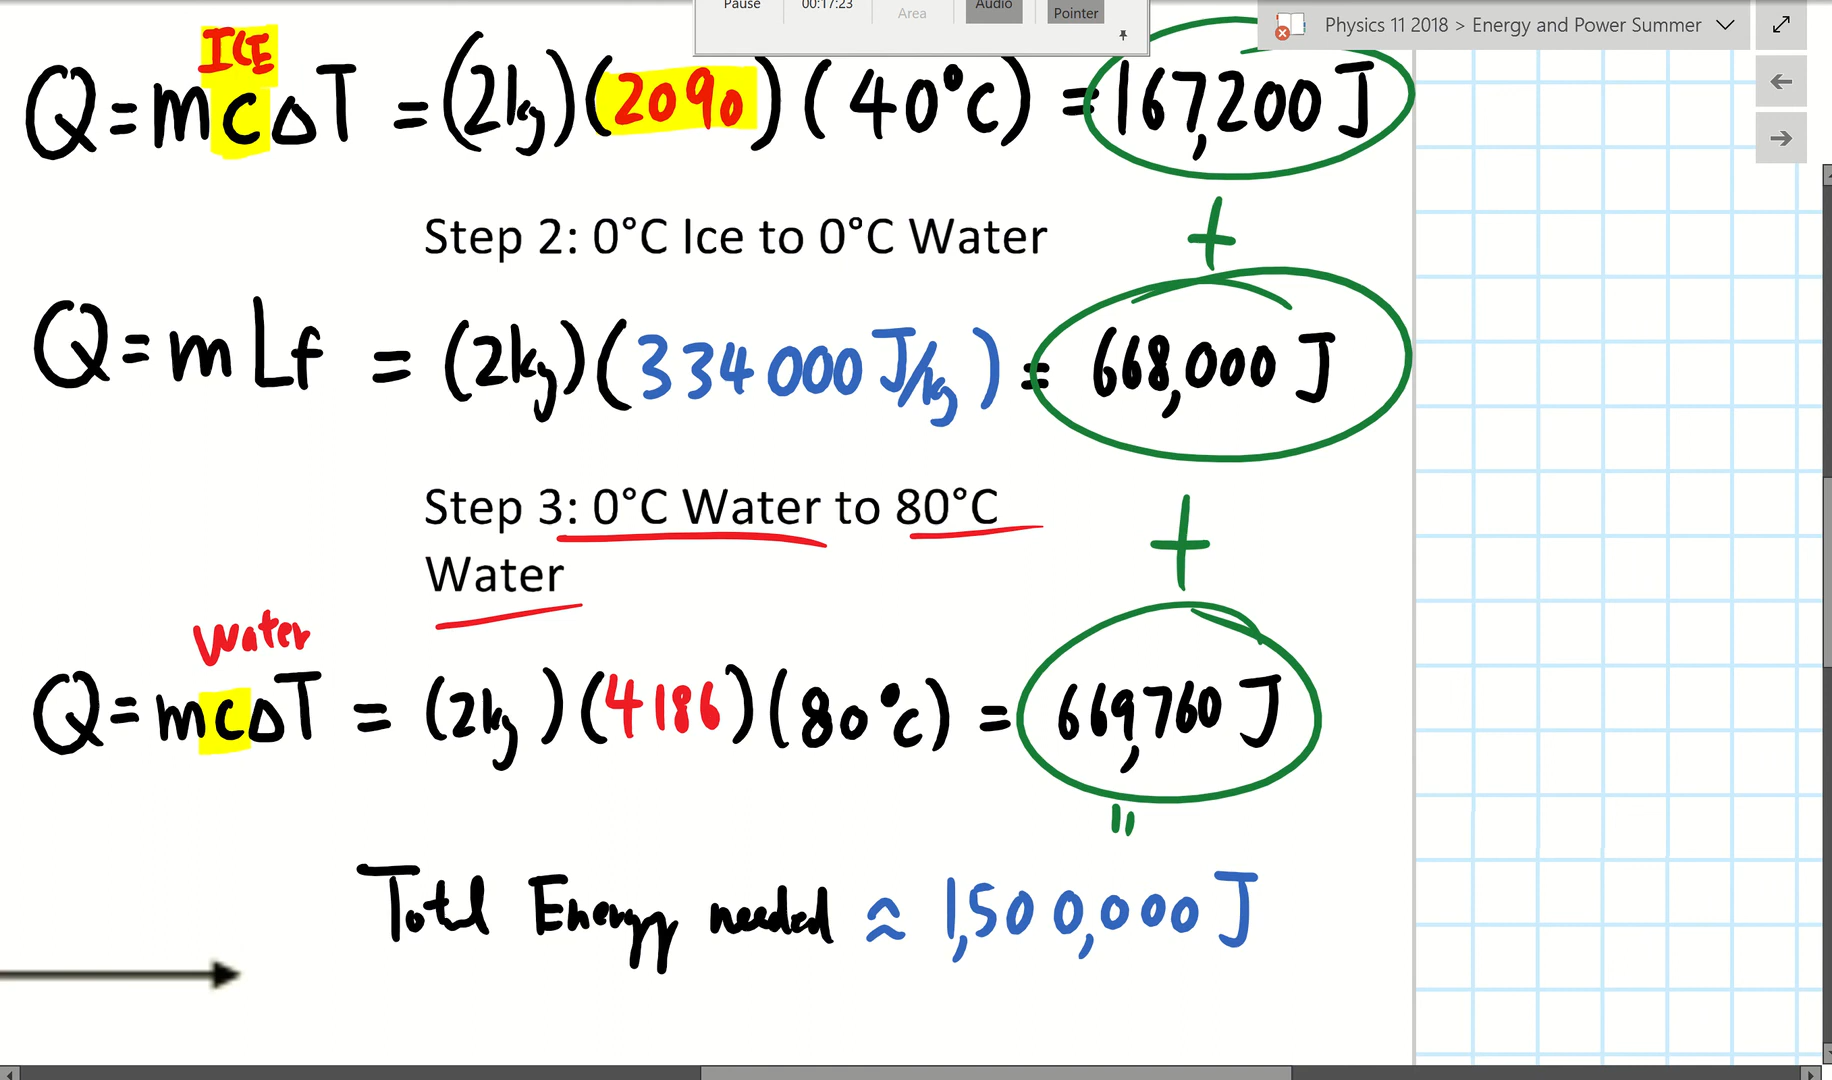 Pause 00:17:23 Area Audio Pointer
Physics 11 2018 > Energy and Power Summer
ICE
Q = mcΔT = (2kg)(2090)(40°C) = 167,200 J
+
Step 2: 0°C Ice to 0°C Water
Q = mLf = (2kg)(334000 J/kg) = 668,000 J
+
Step 3: 0°C Water to 80°C
Water
Water
Q = mcΔT = (2kg)(4186)(80°C) = 669,760 J
=
Totl Energy needed ≈ 1,500,000 J